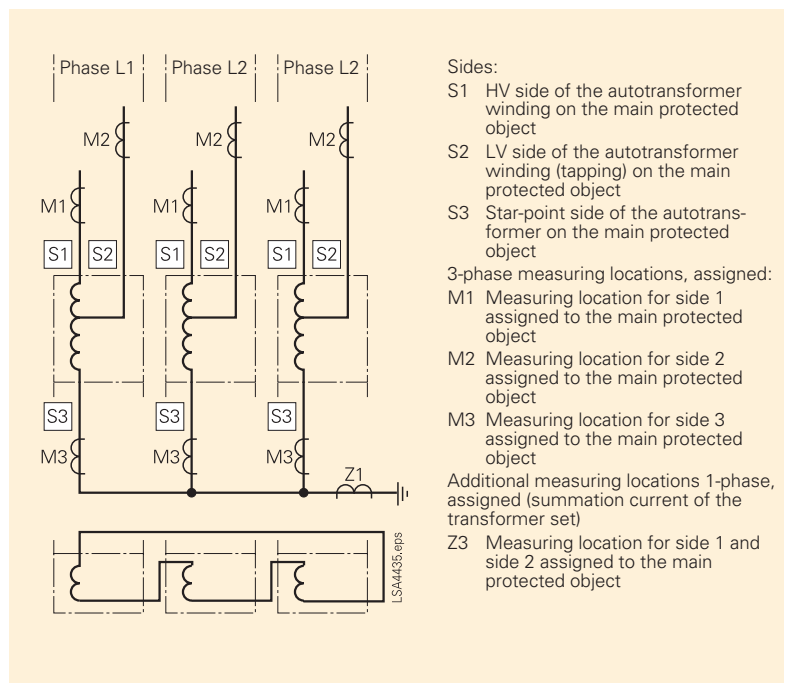 Phase L1 Phase L2 Phase L2
M2 M2 M2
M1 M1 M1
S1 S2 S1 S2 S1 S2
S3 S3 S3
M3 M3 M3
Z1
LSA4435.eps
Sides:
S1 HV side of the autotransformer
winding on the main protected
object
S2 LV side of the autotransformer
winding (tapping) on the main
protected object
S3 Star-point side of the autotrans-
former on the main protected
object
3-phase measuring locations, assigned:
M1 Measuring location for side 1
assigned to the main protected
object
M2 Measuring location for side 2
assigned to the main protected
object
M3 Measuring location for side 3
assigned to the main protected
object
Additional measuring locations 1-phase,
assigned (summation current of the
transformer set)
Z3 Measuring location for side 1 and
side 2 assigned to the main
protected object